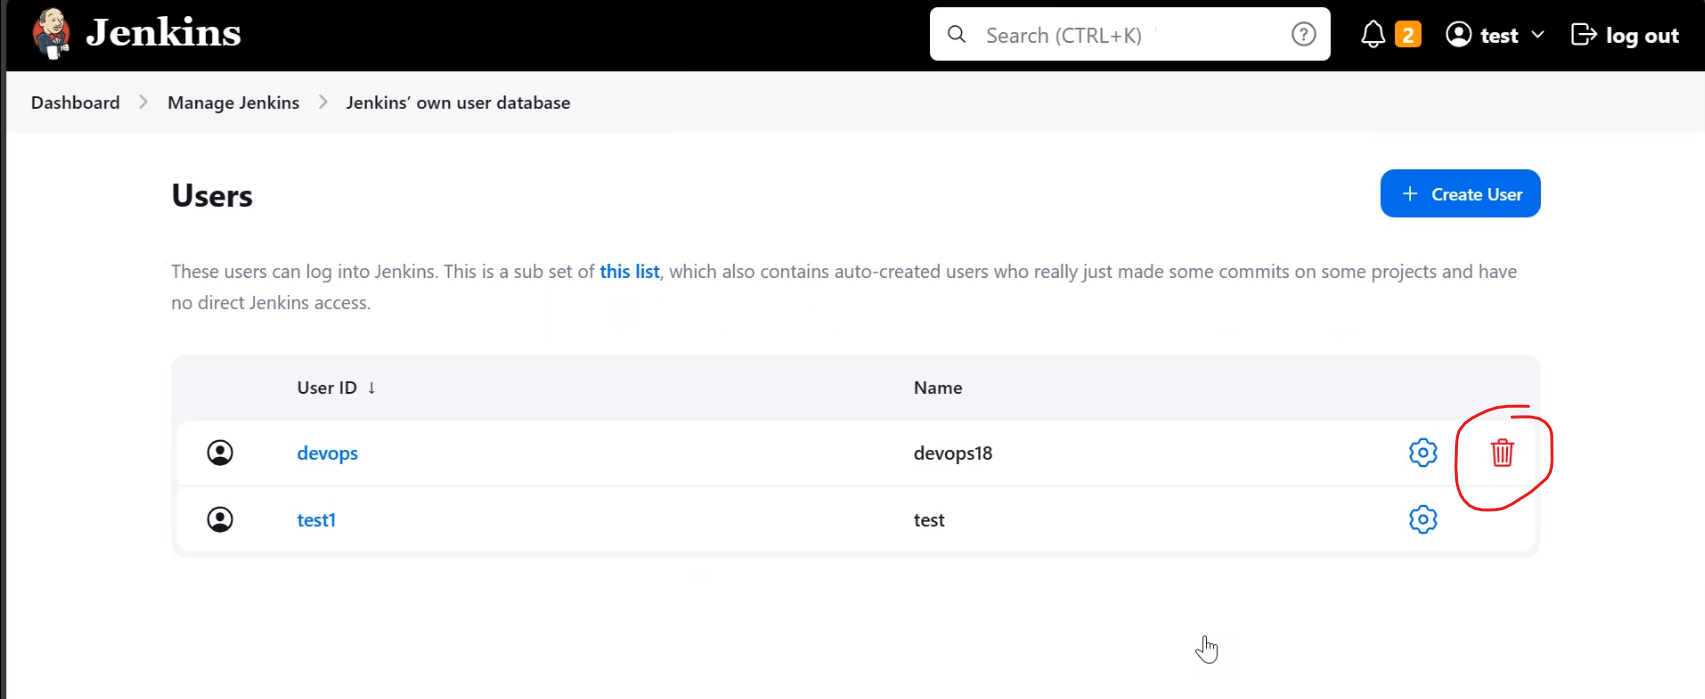 Jenkins
Search (CTRL+K)
2
test
log out
Dashboard
Manage Jenkins
Jenkins’ own user database
Users
+ Create User
These users can log into Jenkins. This is a sub set of this list, which also contains auto-created users who really just made some commits on some projects and have
no direct Jenkins access.
User ID ↓
Name
devops
devops18
test1
test